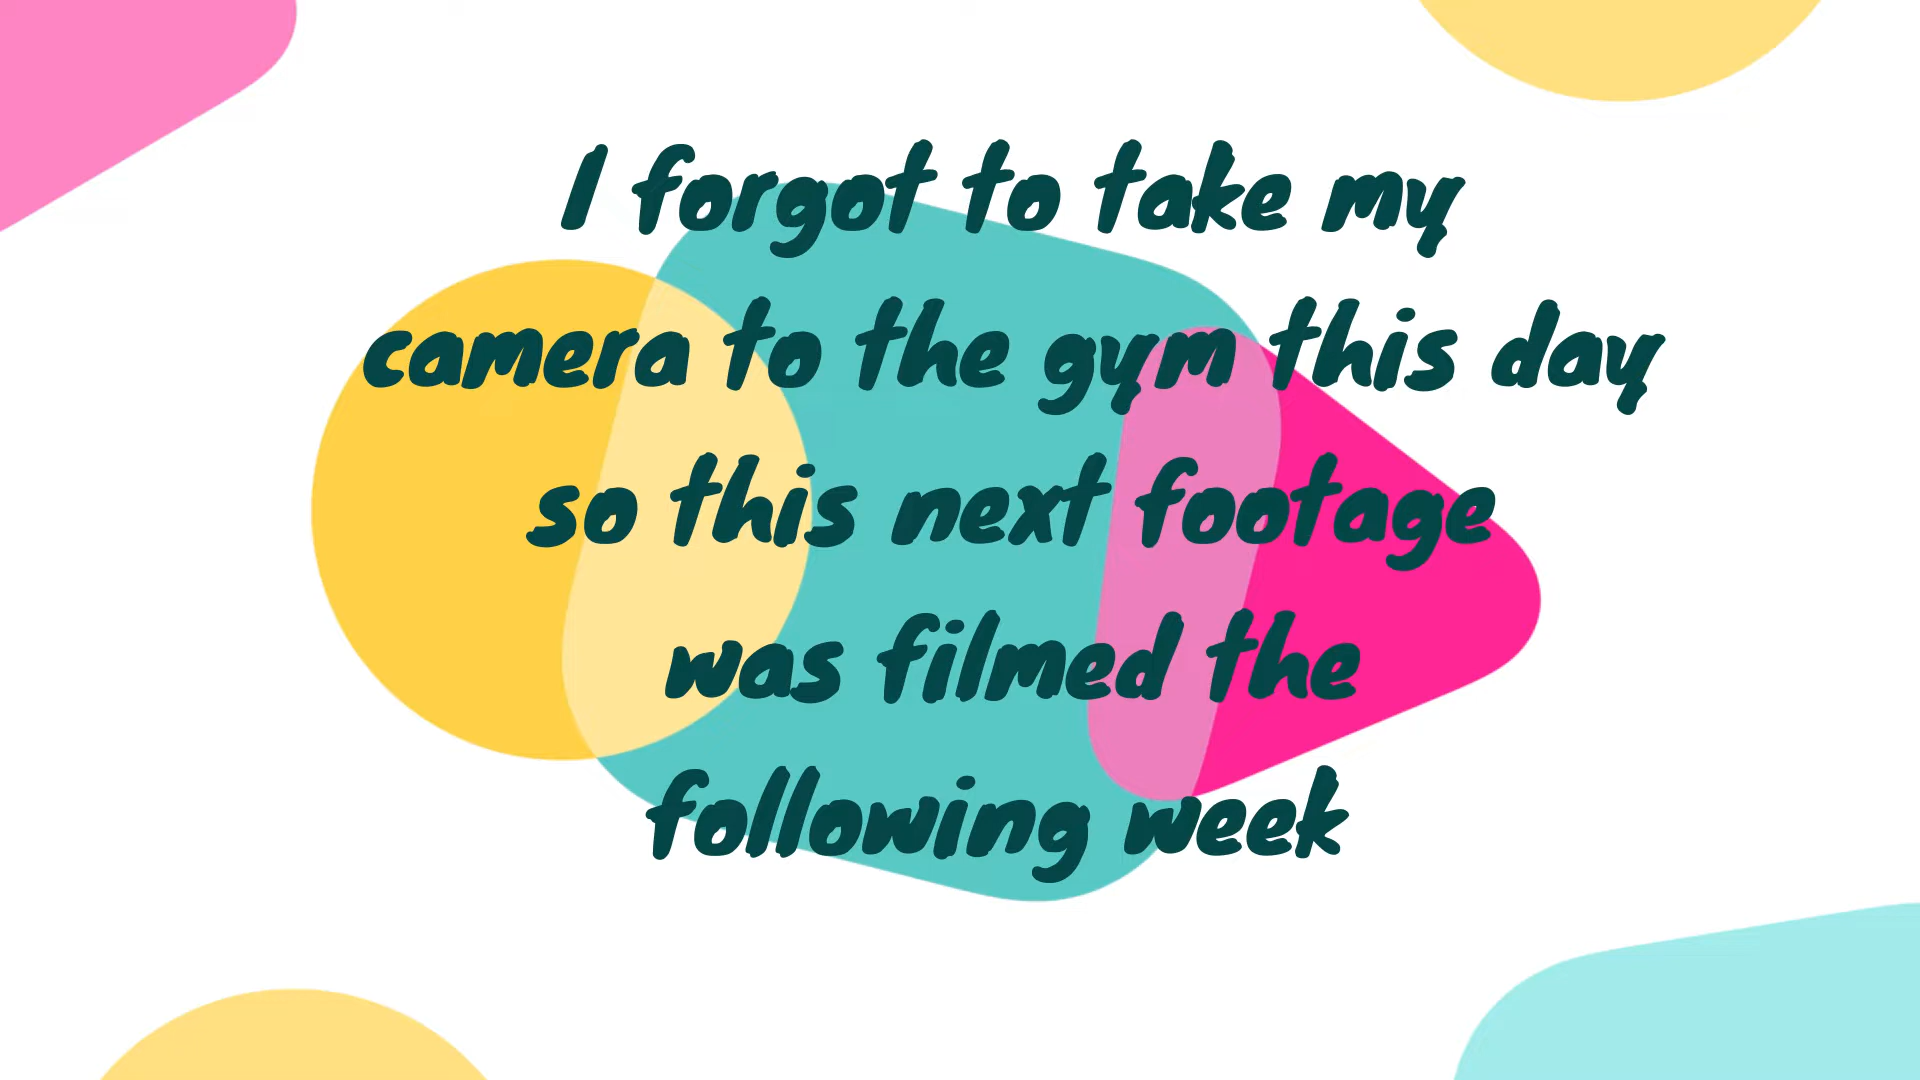 I forgot to take my
camera to the gym this day
so this next footage
was filmed the
following week